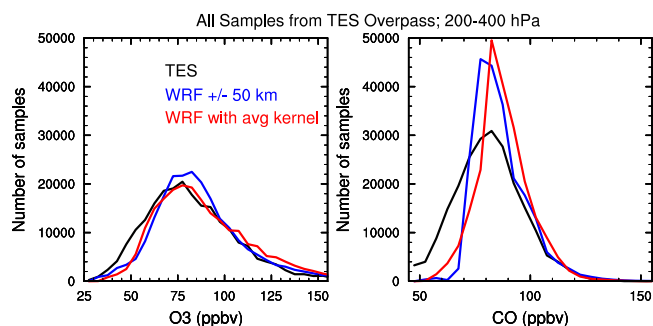 All Samples from TES Overpass; 200-400 hPa
50000
40000
30000
20000
10000
0
Number of samples
TES
WRF +/- 50 km
WRF with avg kernel
25
50
75
100
125
150
O3 (ppbv)
50000
40000
30000
20000
10000
0
Number of samples
50
100
150
CO (ppbv)